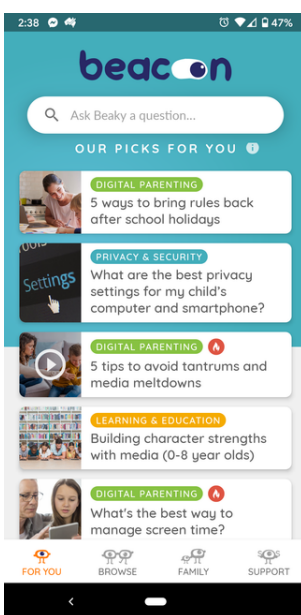 2:38
47%
beacon
Ask Beaky a question...
OUR PICKS FOR YOU
DIGITAL PARENTING
5 ways to bring rules back
after school holidays
Settings
PRIVACY & SECURITY
What are the best privacy
settings for my child's
computer and smartphone?
DIGITAL PARENTING
5 tips to avoid tantrums and
media meltdowns
LEARNING & EDUCATION
Building character strengths
with media (0-8 year olds)
DIGITAL PARENTING
What's the best way to
manage screen time?
FOR YOU
BROWSE
FAMILY
SUPPORT